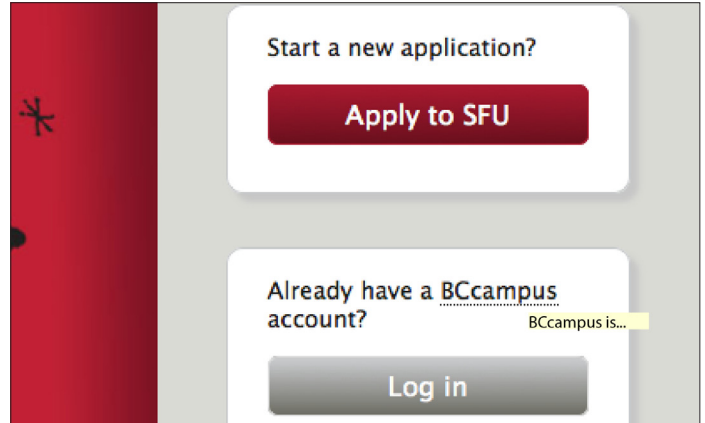 Start a new application?
Apply to SFU
Already have a BCcampus
account?
BCcampus is...
Log in